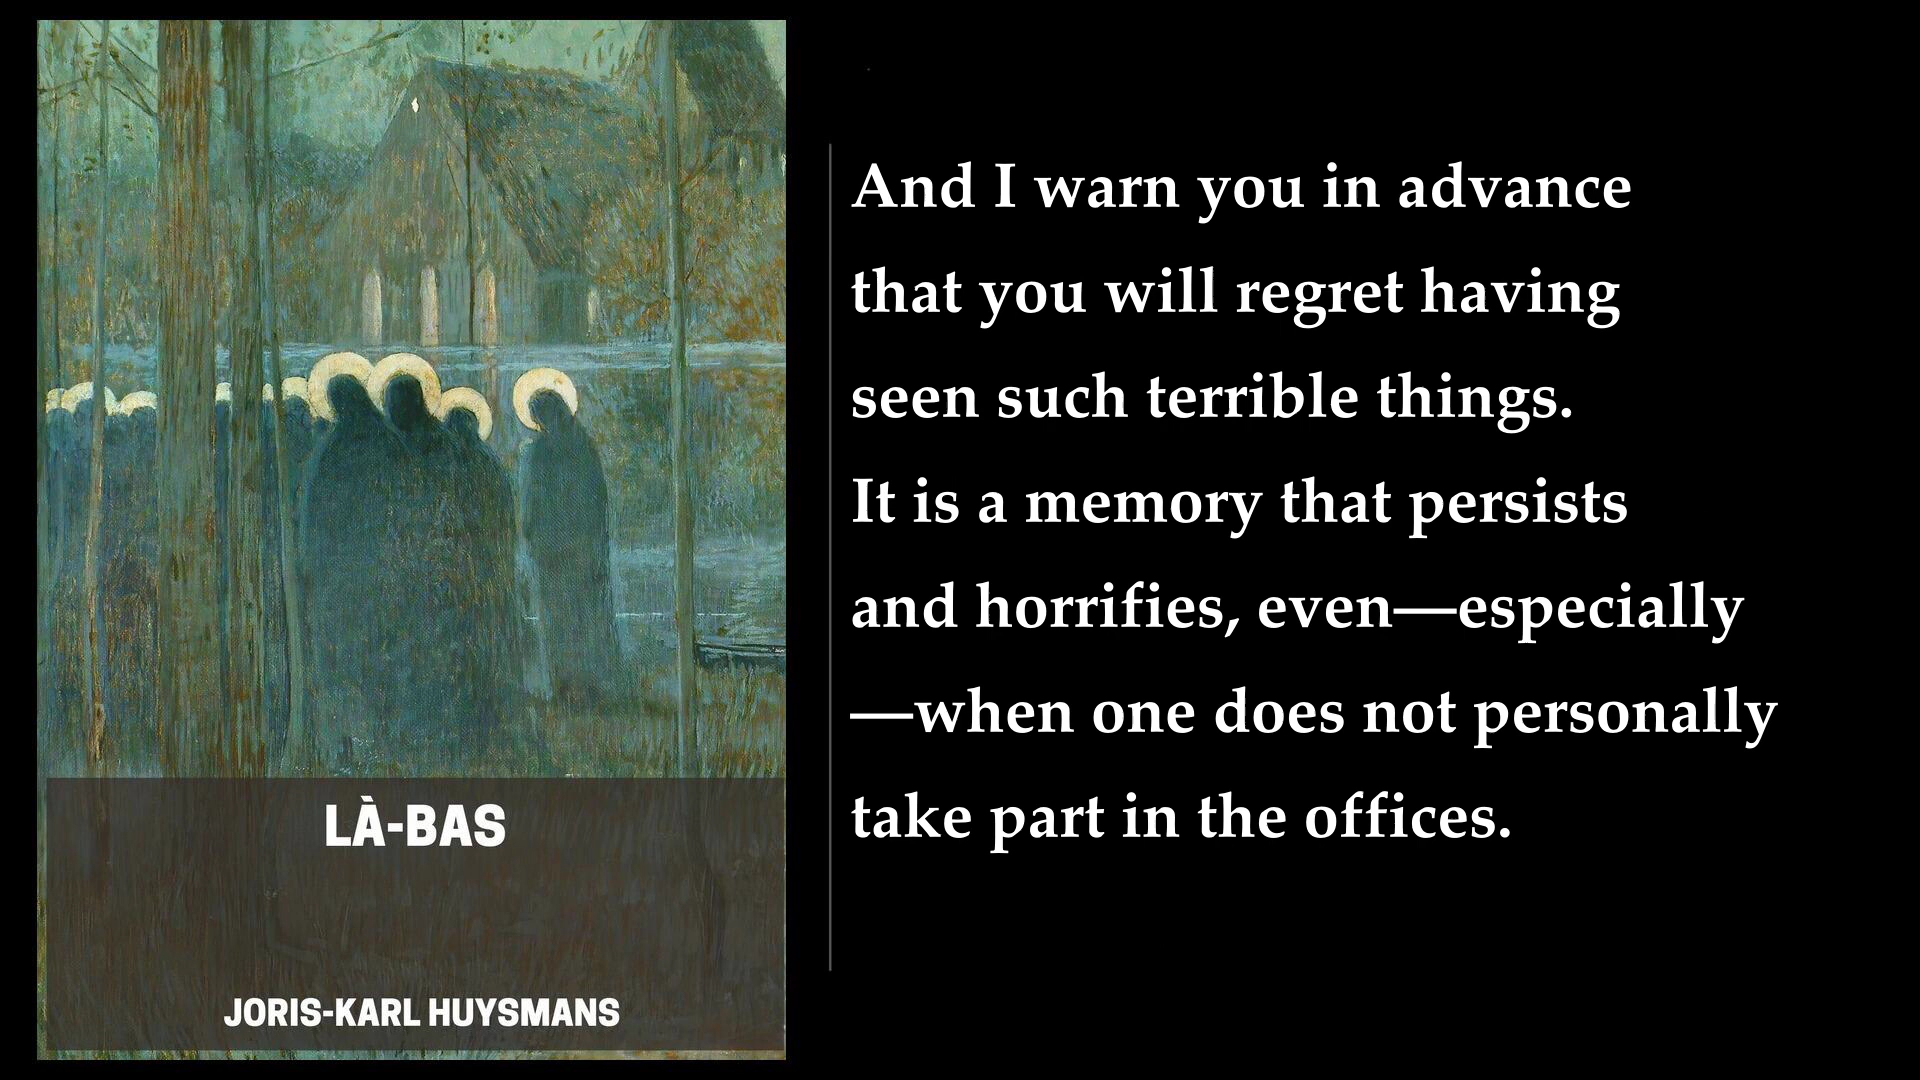 LÀ-BAS
JORIS-KARL HUYSMANS
And I warn you in advance
that you will regret having
seen such terrible things.
It is a memory that persists
and horrifies, even—especially
—when one does not personally
take part in the offices.